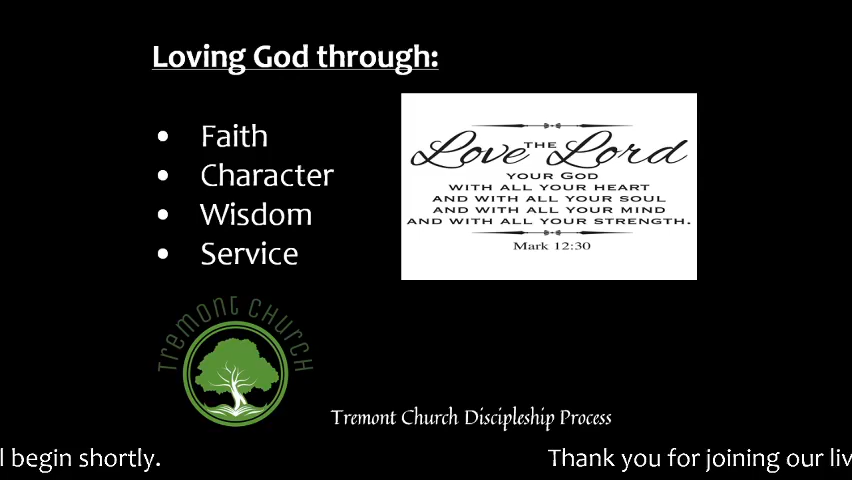 Loving God through:
• Faith
• Character
• Wisdom
• Service
Love THE Lord
YOUR GOD
WITH ALL YOUR HEART
AND WITH ALL YOUR SOUL
AND WITH ALL YOUR MIND
AND WITH ALL YOUR STRENGTH.
Mark 12:30
TREMONT CHURCH
Tremont Church Discipleship Process
l begin shortly.
Thank you for joining our liv